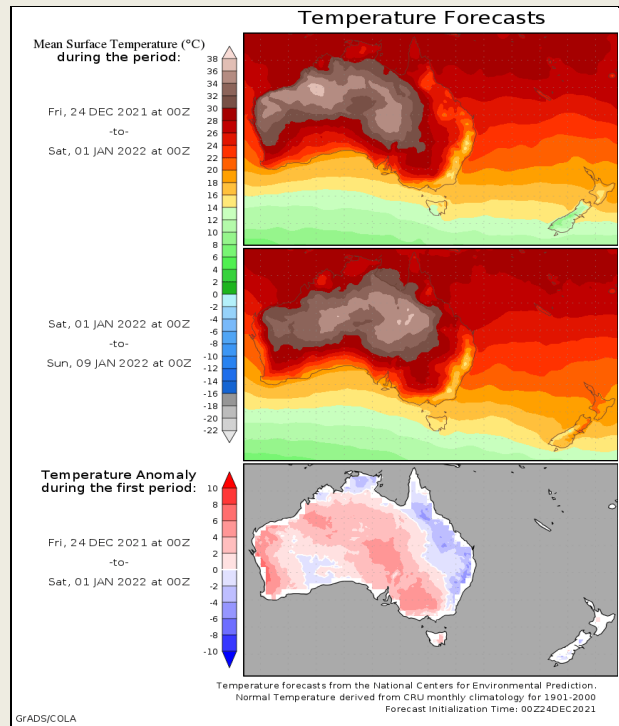 Temperature Forecasts
Mean Surface Temperature (°C)
during the period:
Fri, 24 DEC 2021 at 00Z
-to-
Sat, 01 JAN 2022 at 00Z
38
36
34
32
30
28
26
24
22
20
18
16
14
12
10
8
6
4
2
0
-2
-4
-6
-8
-10
-12
-14
-16
-18
-20
-22
Sat, 01 JAN 2022 at 00Z
-to-
Sun, 09 JAN 2022 at 00Z
Temperature Anomaly
during the first period:
Fri, 24 DEC 2021 at 00Z
-to-
Sat, 01 JAN 2022 at 00Z
10
8
6
4
2
0
-2
-4
-6
-8
-10
Temperature forecasts from the National Centers for Environmental Prediction.
Normal Temperature derived from CRU monthly climatology for 1901-2000
Forecast Initialization Time: 00Z24DEC2021
GrADS/COLA